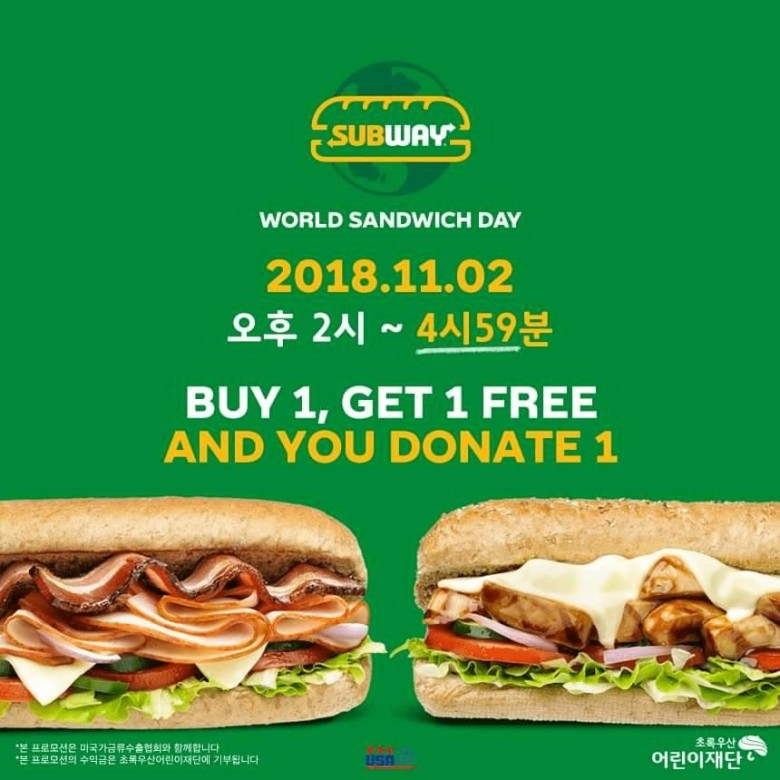 SUBWAY
WORLD SANDWICH DAY
2018.11.02
오후 2시 ~ 4시59분
BUY 1, GET 1 FREE
AND YOU DONATE 1
*본 프로모션은 미국가금류수출협회와 함께합니다
*본 프로모션의 수익금은 초록우산어린이재단에 기부됩니다
USA
초록우산
어린이재단